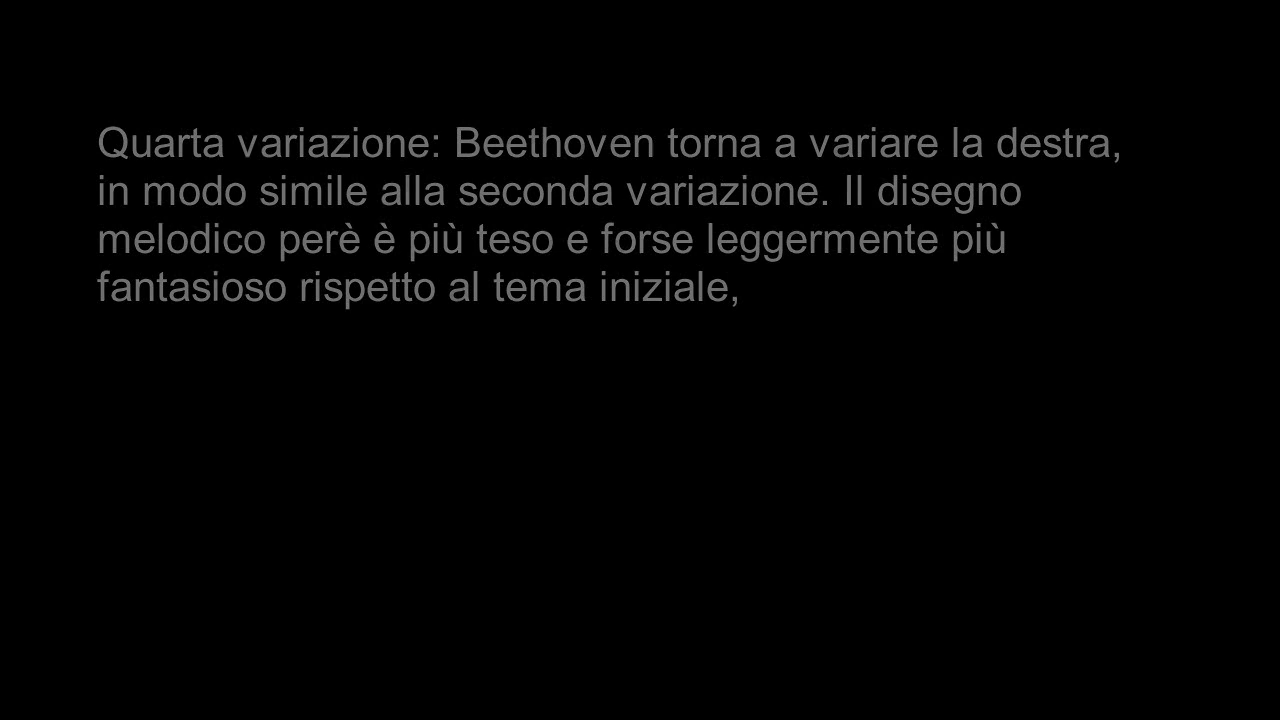 Quarta variazione: Beethoven torna a variare la destra,
in modo simile alla seconda variazione. Il disegno
melodico perè è più teso e forse leggermente più
fantasioso rispetto al tema iniziale,